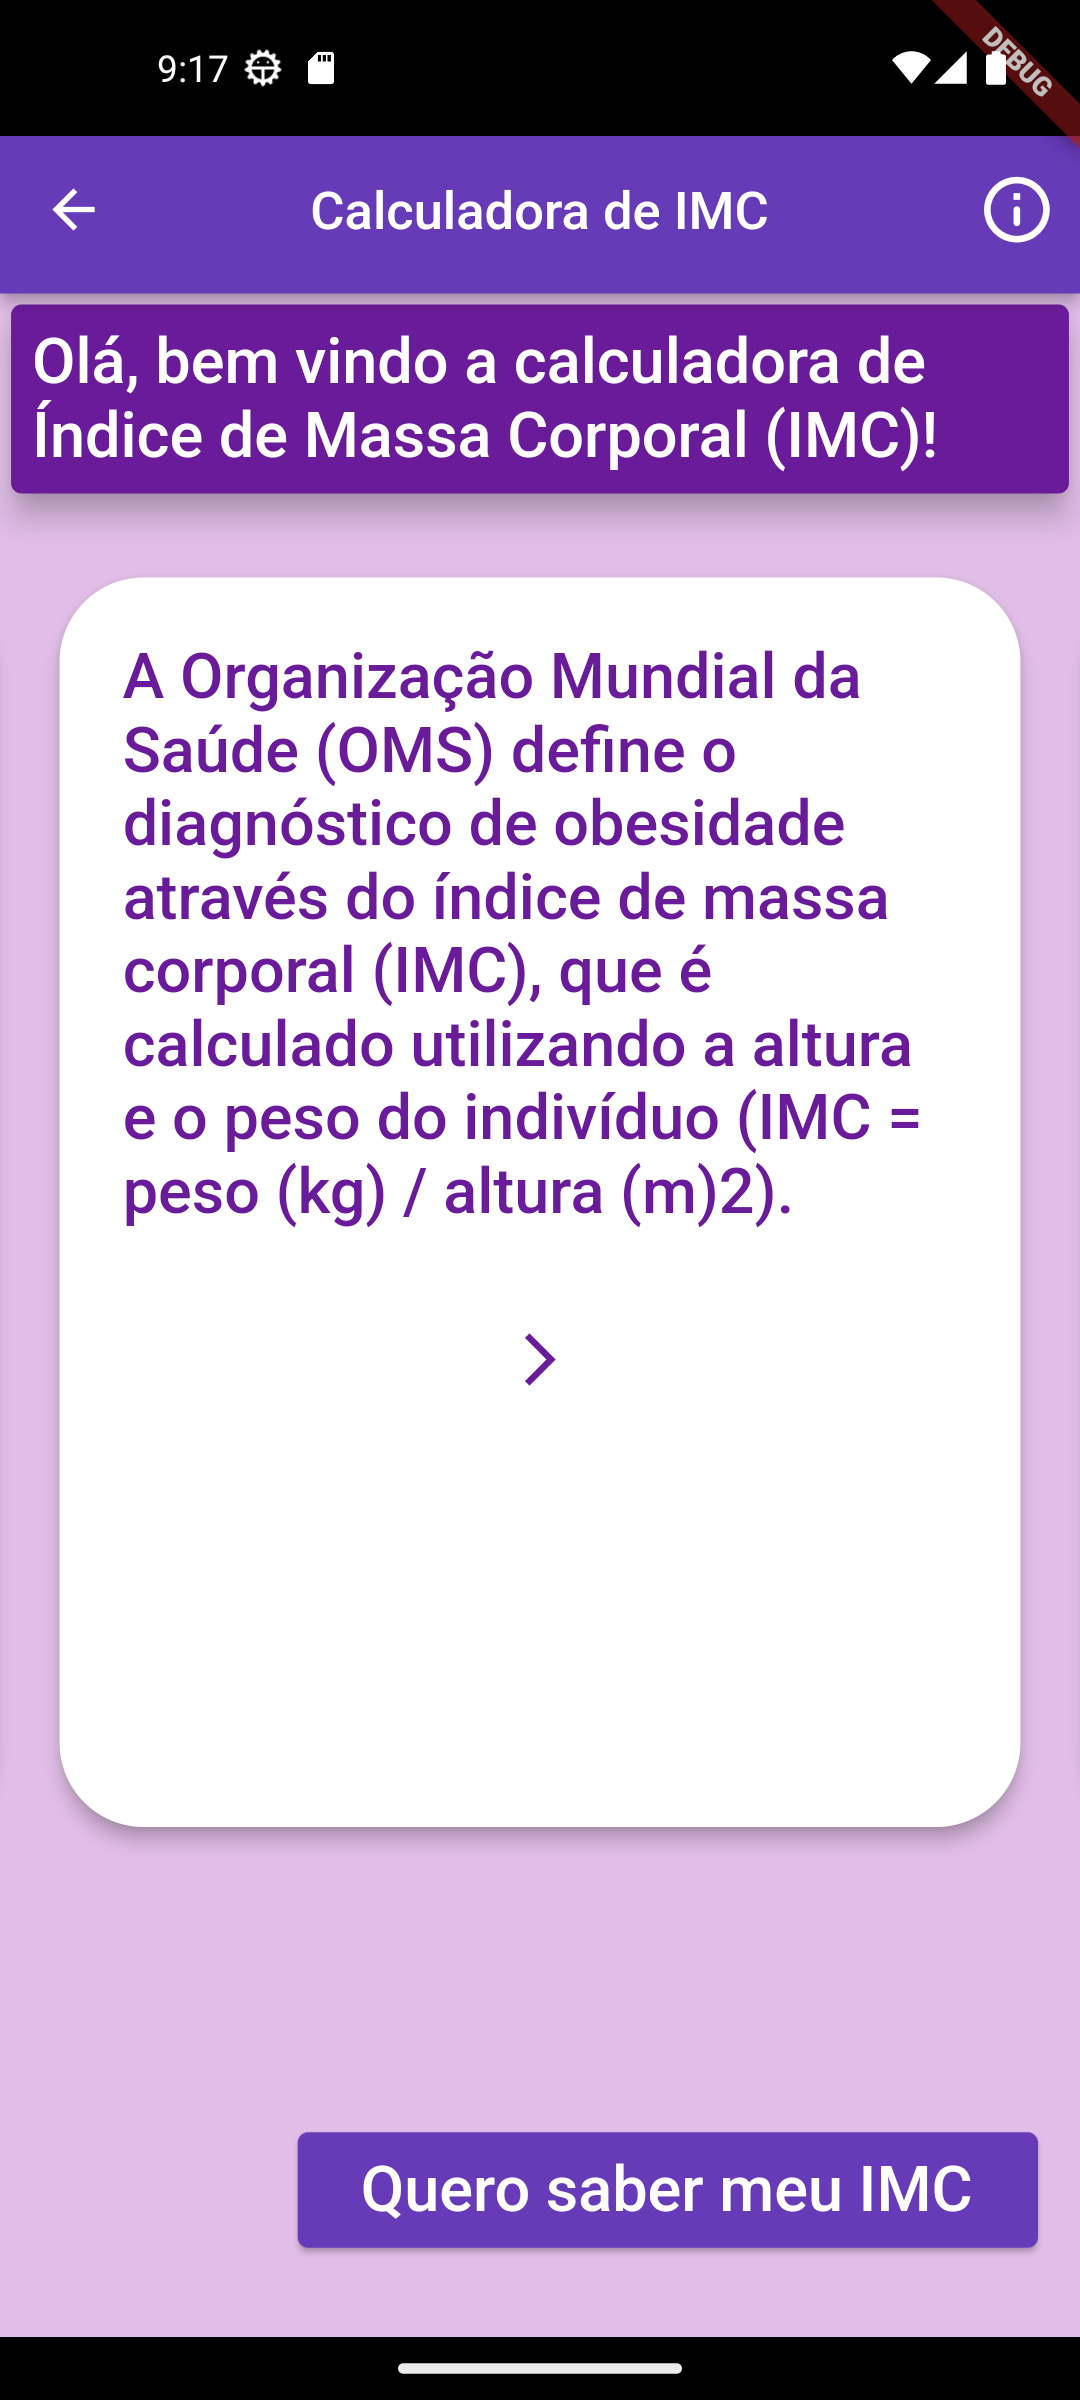 9:17
DEBUG
Calculadora de IMC
Olá, bem vindo a calculadora de
Índice de Massa Corporal (IMC)!
A Organização Mundial da
Saúde (OMS) define o
diagnóstico de obesidade
através do índice de massa
corporal (IMC), que é
calculado utilizando a altura
e o peso do indivíduo (IMC =
peso (kg) / altura (m)2).
Quero saber meu IMC